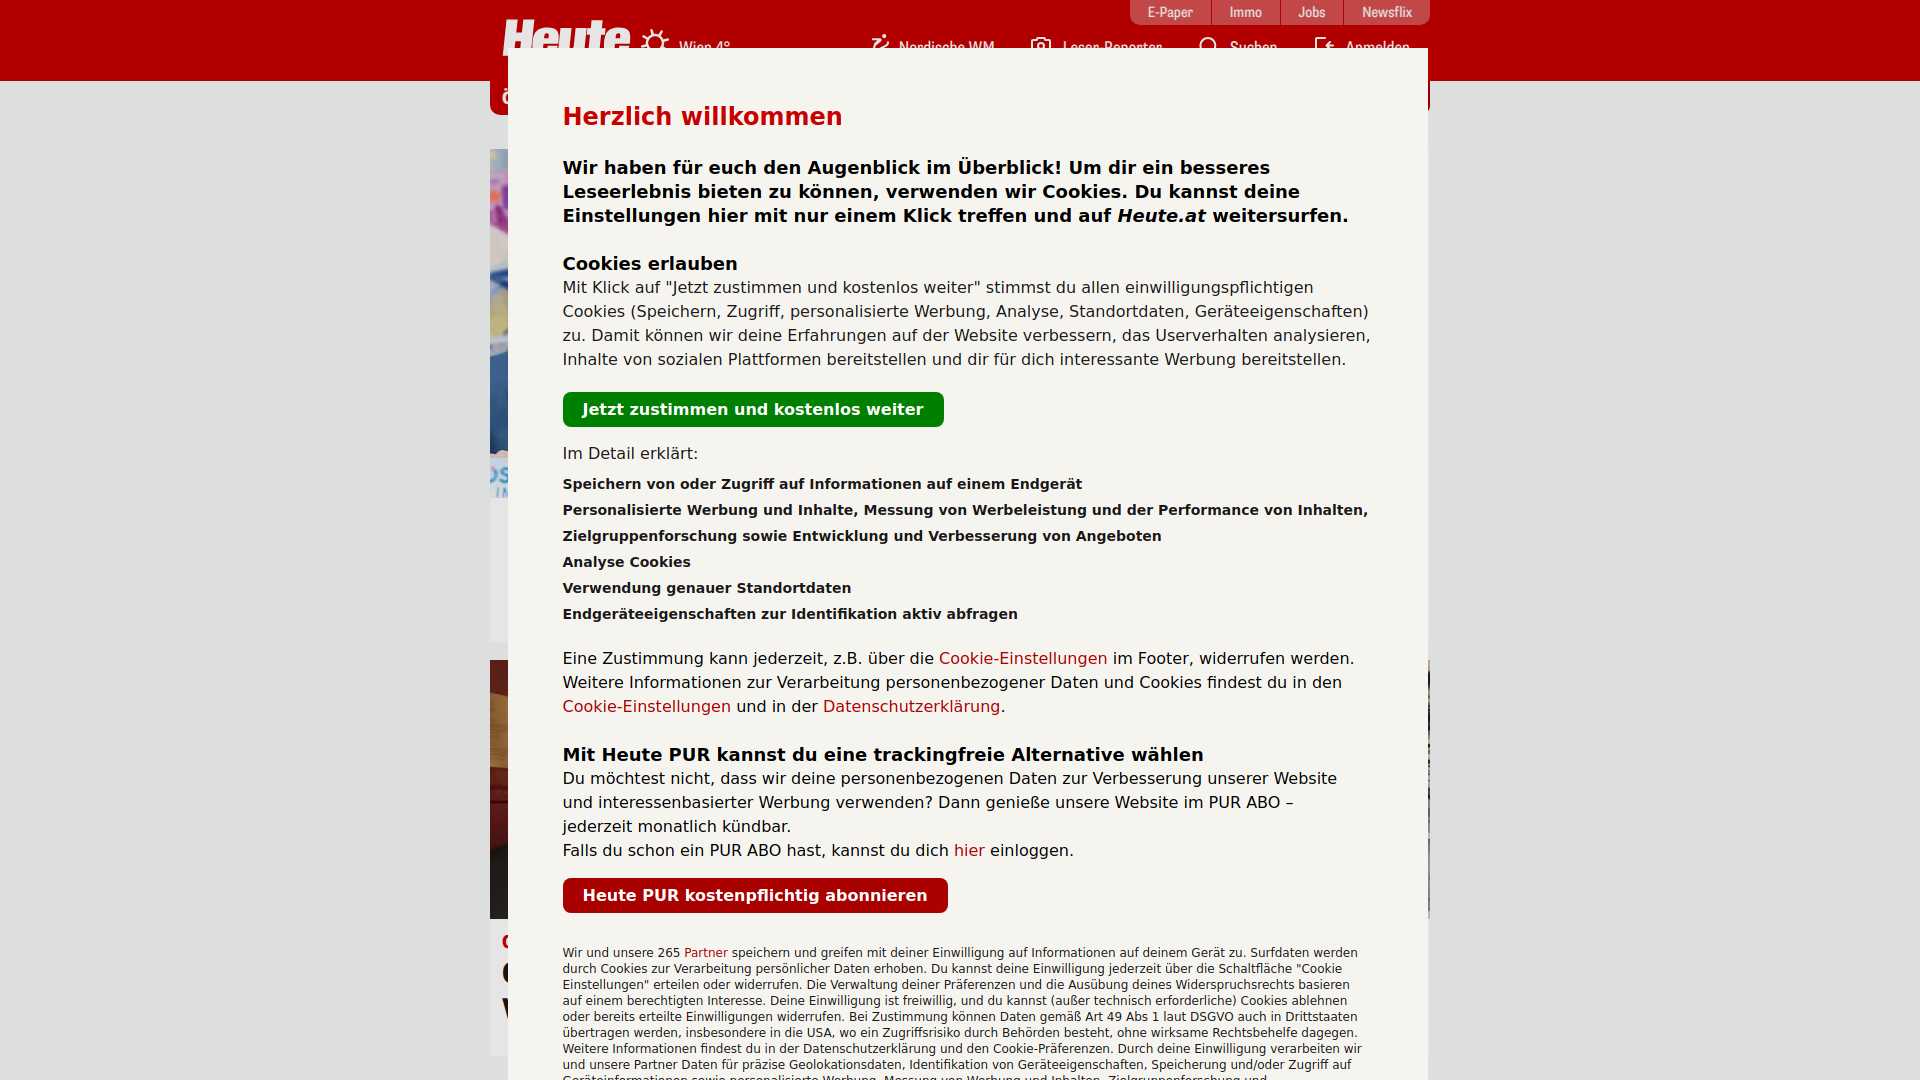 E-Paper
Immo
Jobs
Newsflix
Heute
Wien 4°
Nordische WM
Leser-Reporter
Suchen
Anmelden
Herzlich willkommen
Wir haben für euch den Augenblick im Überblick! Um dir ein besseres
Leseerlebnis bieten zu können, verwenden wir Cookies. Du kannst deine
Einstellungen hier mit nur einem Klick treffen und auf Heute.at weitersurfen.
Cookies erlauben
Mit Klick auf "Jetzt zustimmen und kostenlos weiter" stimmst du allen einwilligungspflichtigen
Cookies (Speichern, Zugriff, personalisierte Werbung, Analyse, Standortdaten, Geräteeigenschaften)
zu. Damit können wir deine Erfahrungen auf der Website verbessern, das Userverhalten analysieren,
Inhalte von sozialen Plattformen bereitstellen und dir für dich interessante Werbung bereitstellen.
Jetzt zustimmen und kostenlos weiter
Im Detail erklärt:
Speichern von oder Zugriff auf Informationen auf einem Endgerät
Personalisierte Werbung und Inhalte, Messung von Werbeleistung und der Performance von Inhalten,
Zielgruppenforschung sowie Entwicklung und Verbesserung von Angeboten
Analyse Cookies
Verwendung genauer Standortdaten
Endgeräteeigenschaften zur Identifikation aktiv abfragen
Eine Zustimmung kann jederzeit, z.B. über die Cookie-Einstellungen im Footer, widerrufen werden.
Weitere Informationen zur Verarbeitung personenbezogener Daten und Cookies findest du in den
Cookie-Einstellungen und in der Datenschutzerklärung.
Mit Heute PUR kannst du eine trackingfreie Alternative wählen
Du möchtest nicht, dass wir deine personenbezogenen Daten zur Verbesserung unserer Website
und interessenbasierter Werbung verwenden? Dann genieße unsere Website im PUR ABO –
jederzeit monatlich kündbar.
Falls du schon ein PUR ABO hast, kannst du dich hier einloggen.
Heute PUR kostenpflichtig abonnieren
Wir und unsere 265 Partner speichern und greifen mit deiner Einwilligung auf Informationen auf deinem Gerät zu. Surfdaten werden
durch Cookies zur Verarbeitung persönlicher Daten erhoben. Du kannst deine Einwilligung jederzeit über die Schaltfläche "Cookie
Einstellungen" erteilen oder widerrufen. Die Verwaltung deiner Präferenzen und die Ausübung deines Widerspruchsrechts basieren
auf einem berechtigten Interesse. Deine Einwilligung ist freiwillig, und du kannst (außer technisch erforderliche) Cookies ablehnen
oder bereits erteilte Einwilligungen widerrufen. Bei Zustimmung können Daten gemäß Art 49 Abs 1 laut DSGVO auch in Drittstaaten
übertragen werden, insbesondere in die USA, wo ein Zugriffsrisiko durch Behörden besteht, ohne wirksame Rechtsbehelfe dagegen.
Weitere Informationen findest du in der Datenschutzerklärung und den Cookie-Präferenzen. Durch deine Einwilligung verarbeiten wir
und unsere Partner Daten für präzise Geolokationsdaten, Identifikation von Geräteeigenschaften, Speicherung und/oder Zugriff auf
Geräteinformationen sowie personalisierte Werbung, Messung von Werbung und Inhalten, Zielgruppenforschung und